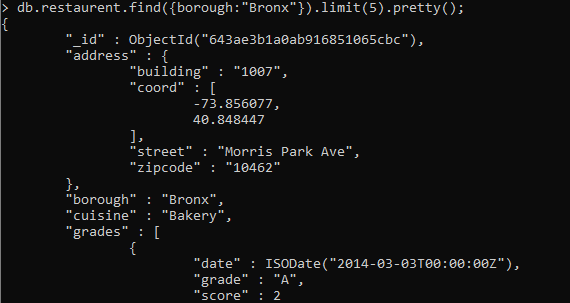 > db.restaurent.find({borough:"Bronx"}).limit(5).pretty();
{
        "_id" : ObjectId("643ae3b1a0ab916851065cbc"),
        "address" : {
                "building" : "1007",
                "coord" : [
                        -73.856077,
                        40.848447
                ],
                "street" : "Morris Park Ave",
                "zipcode" : "10462"
        },
        "borough" : "Bronx",
        "cuisine" : "Bakery",
        "grades" : [
                {
                        "date" : ISODate("2014-03-03T00:00:00Z"),
                        "grade" : "A",
                        "score" : 2